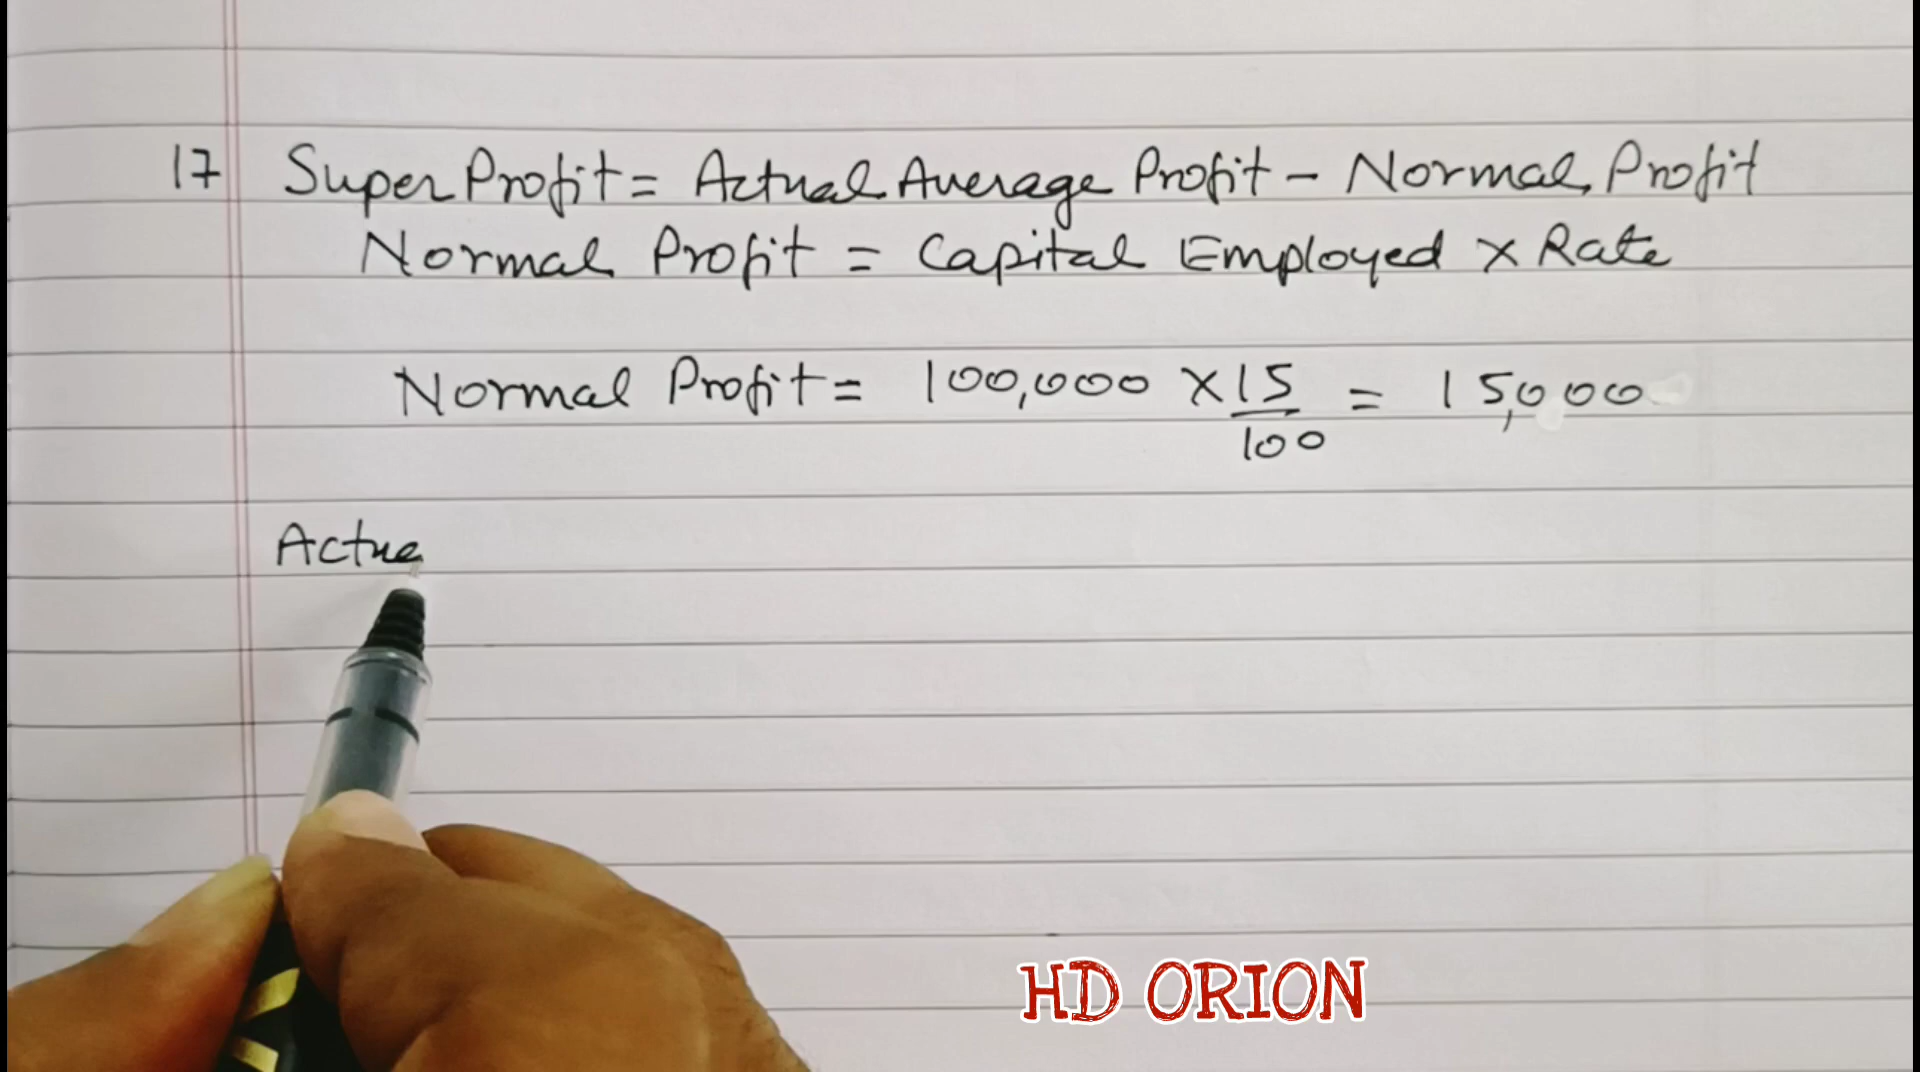 17 Super Profit = Actual Average Profit - Normal Profit
Normal Profit = Capital Employed × Rate
Normal Profit = 100,000 × 15/100 = 15,000
Actua
HD ORION